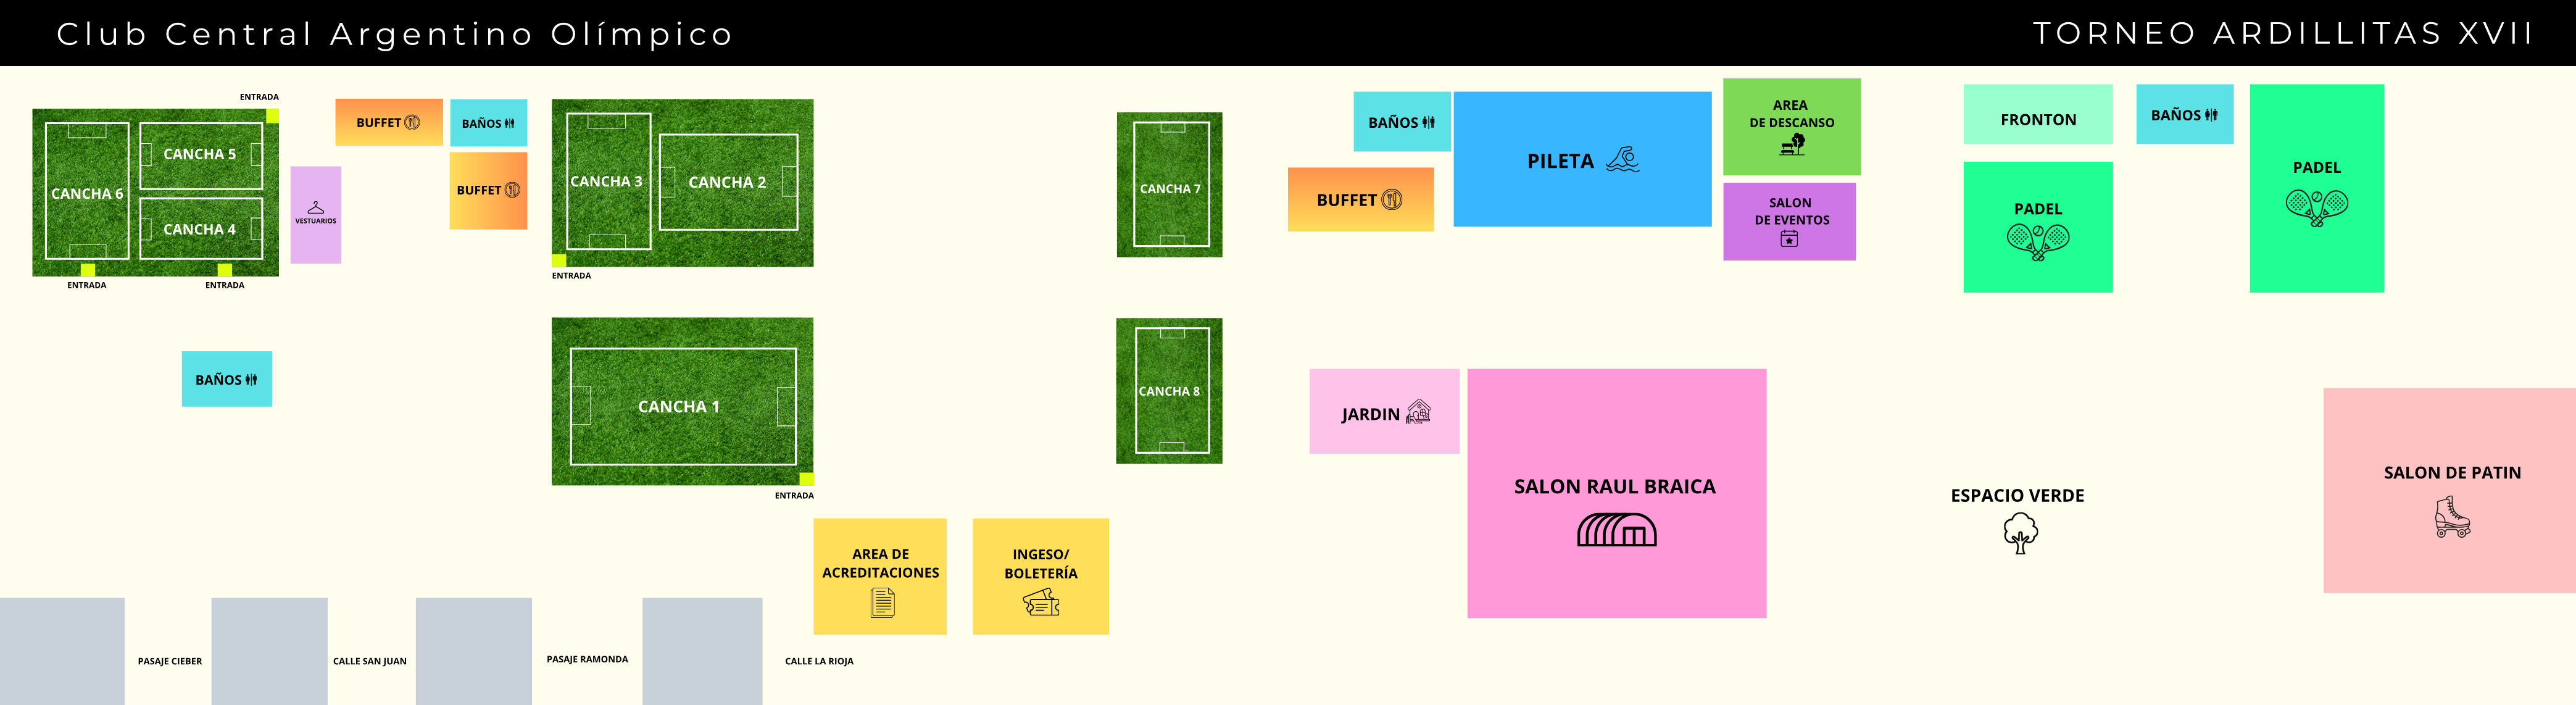 Club Central Argentino Olímpico
TORNEO ARDILLITAS XVII
ENTRADA
CANCHA 6
CANCHA 5
CANCHA 4
ENTRADA
ENTRADA
VESTUARIOS
BUFFET
BAÑOS
BUFFET
CANCHA 3
CANCHA 2
ENTRADA
CANCHA 7
BAÑOS
BUFFET
PILETA
AREA
DE DESCANSO
SALON
DE EVENTOS
FRONTON
BAÑOS
PADEL
PADEL
BAÑOS
CANCHA 1
ENTRADA
CANCHA 8
JARDIN
SALON RAUL BRAICA
ESPACIO VERDE
SALON DE PATIN
AREA DE
ACREDITACIONES
INGESO/
BOLETERÍA
PASAJE CIEBER
CALLE SAN JUAN
PASAJE RAMONDA
CALLE LA RIOJA